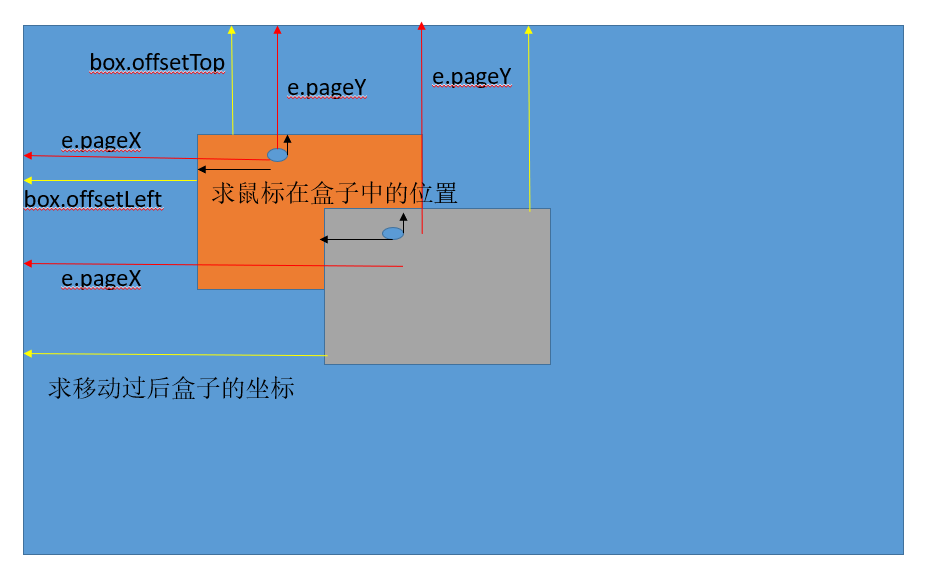 box.offsetTop
e.pageY
e.pageY
e.pageX
求鼠标在盒子中的位置
box.offsetLeft
e.pageX
求移动过后盒子的坐标